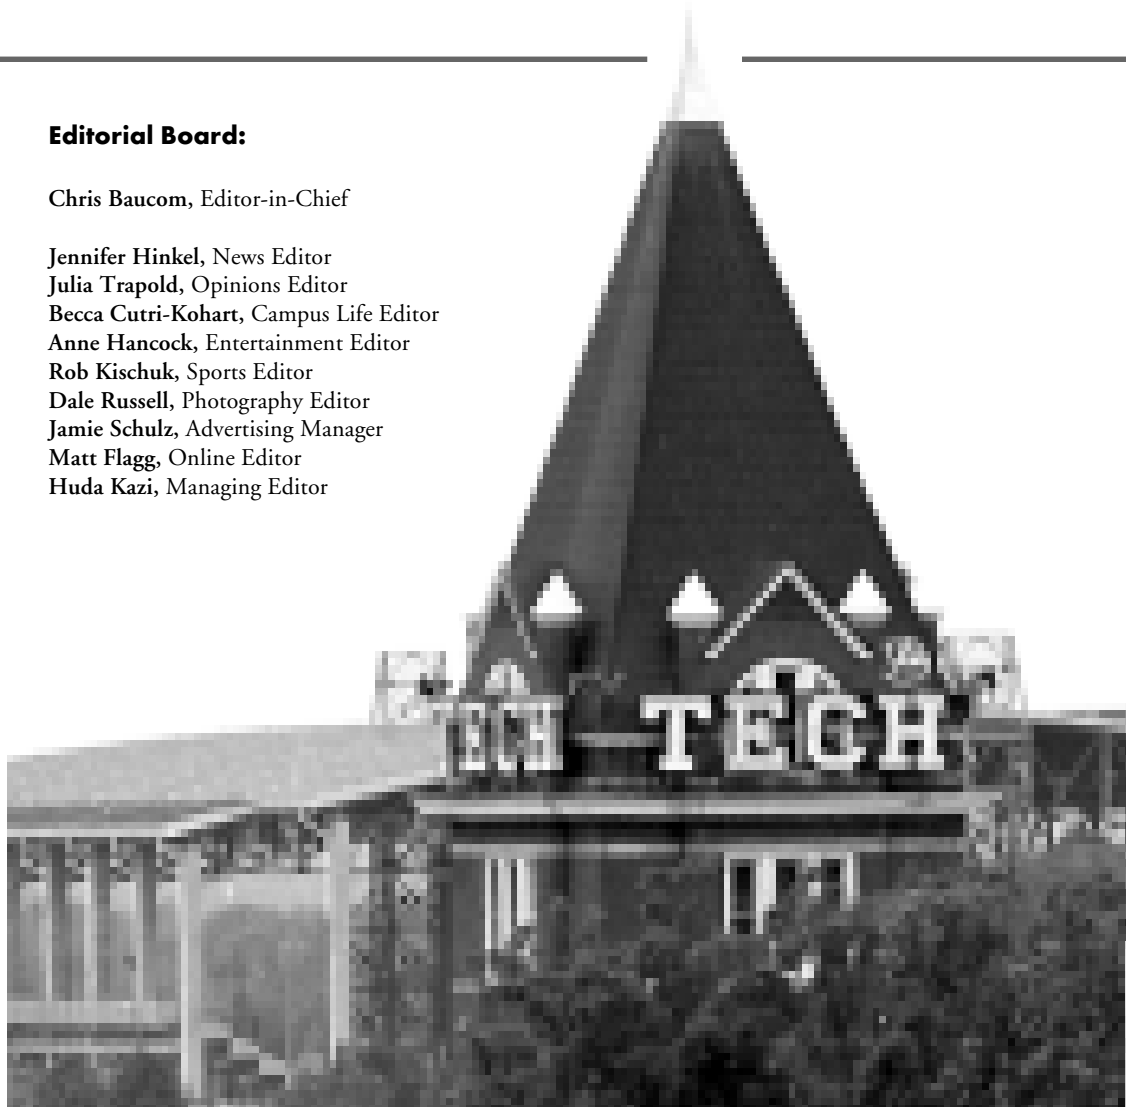 Editorial Board:
Chris Baucom, Editor-in-Chief
Jennifer Hinkel, News Editor
Julia Trapold, Opinions Editor
Becca Cutri-Kohart, Campus Life Editor
Anne Hancock, Entertainment Editor
Rob Kischuk, Sports Editor
Dale Russell, Photography Editor
Jamie Schulz, Advertising Manager
Matt Flagg, Online Editor
Huda Kazi, Managing Editor
ECH TECH